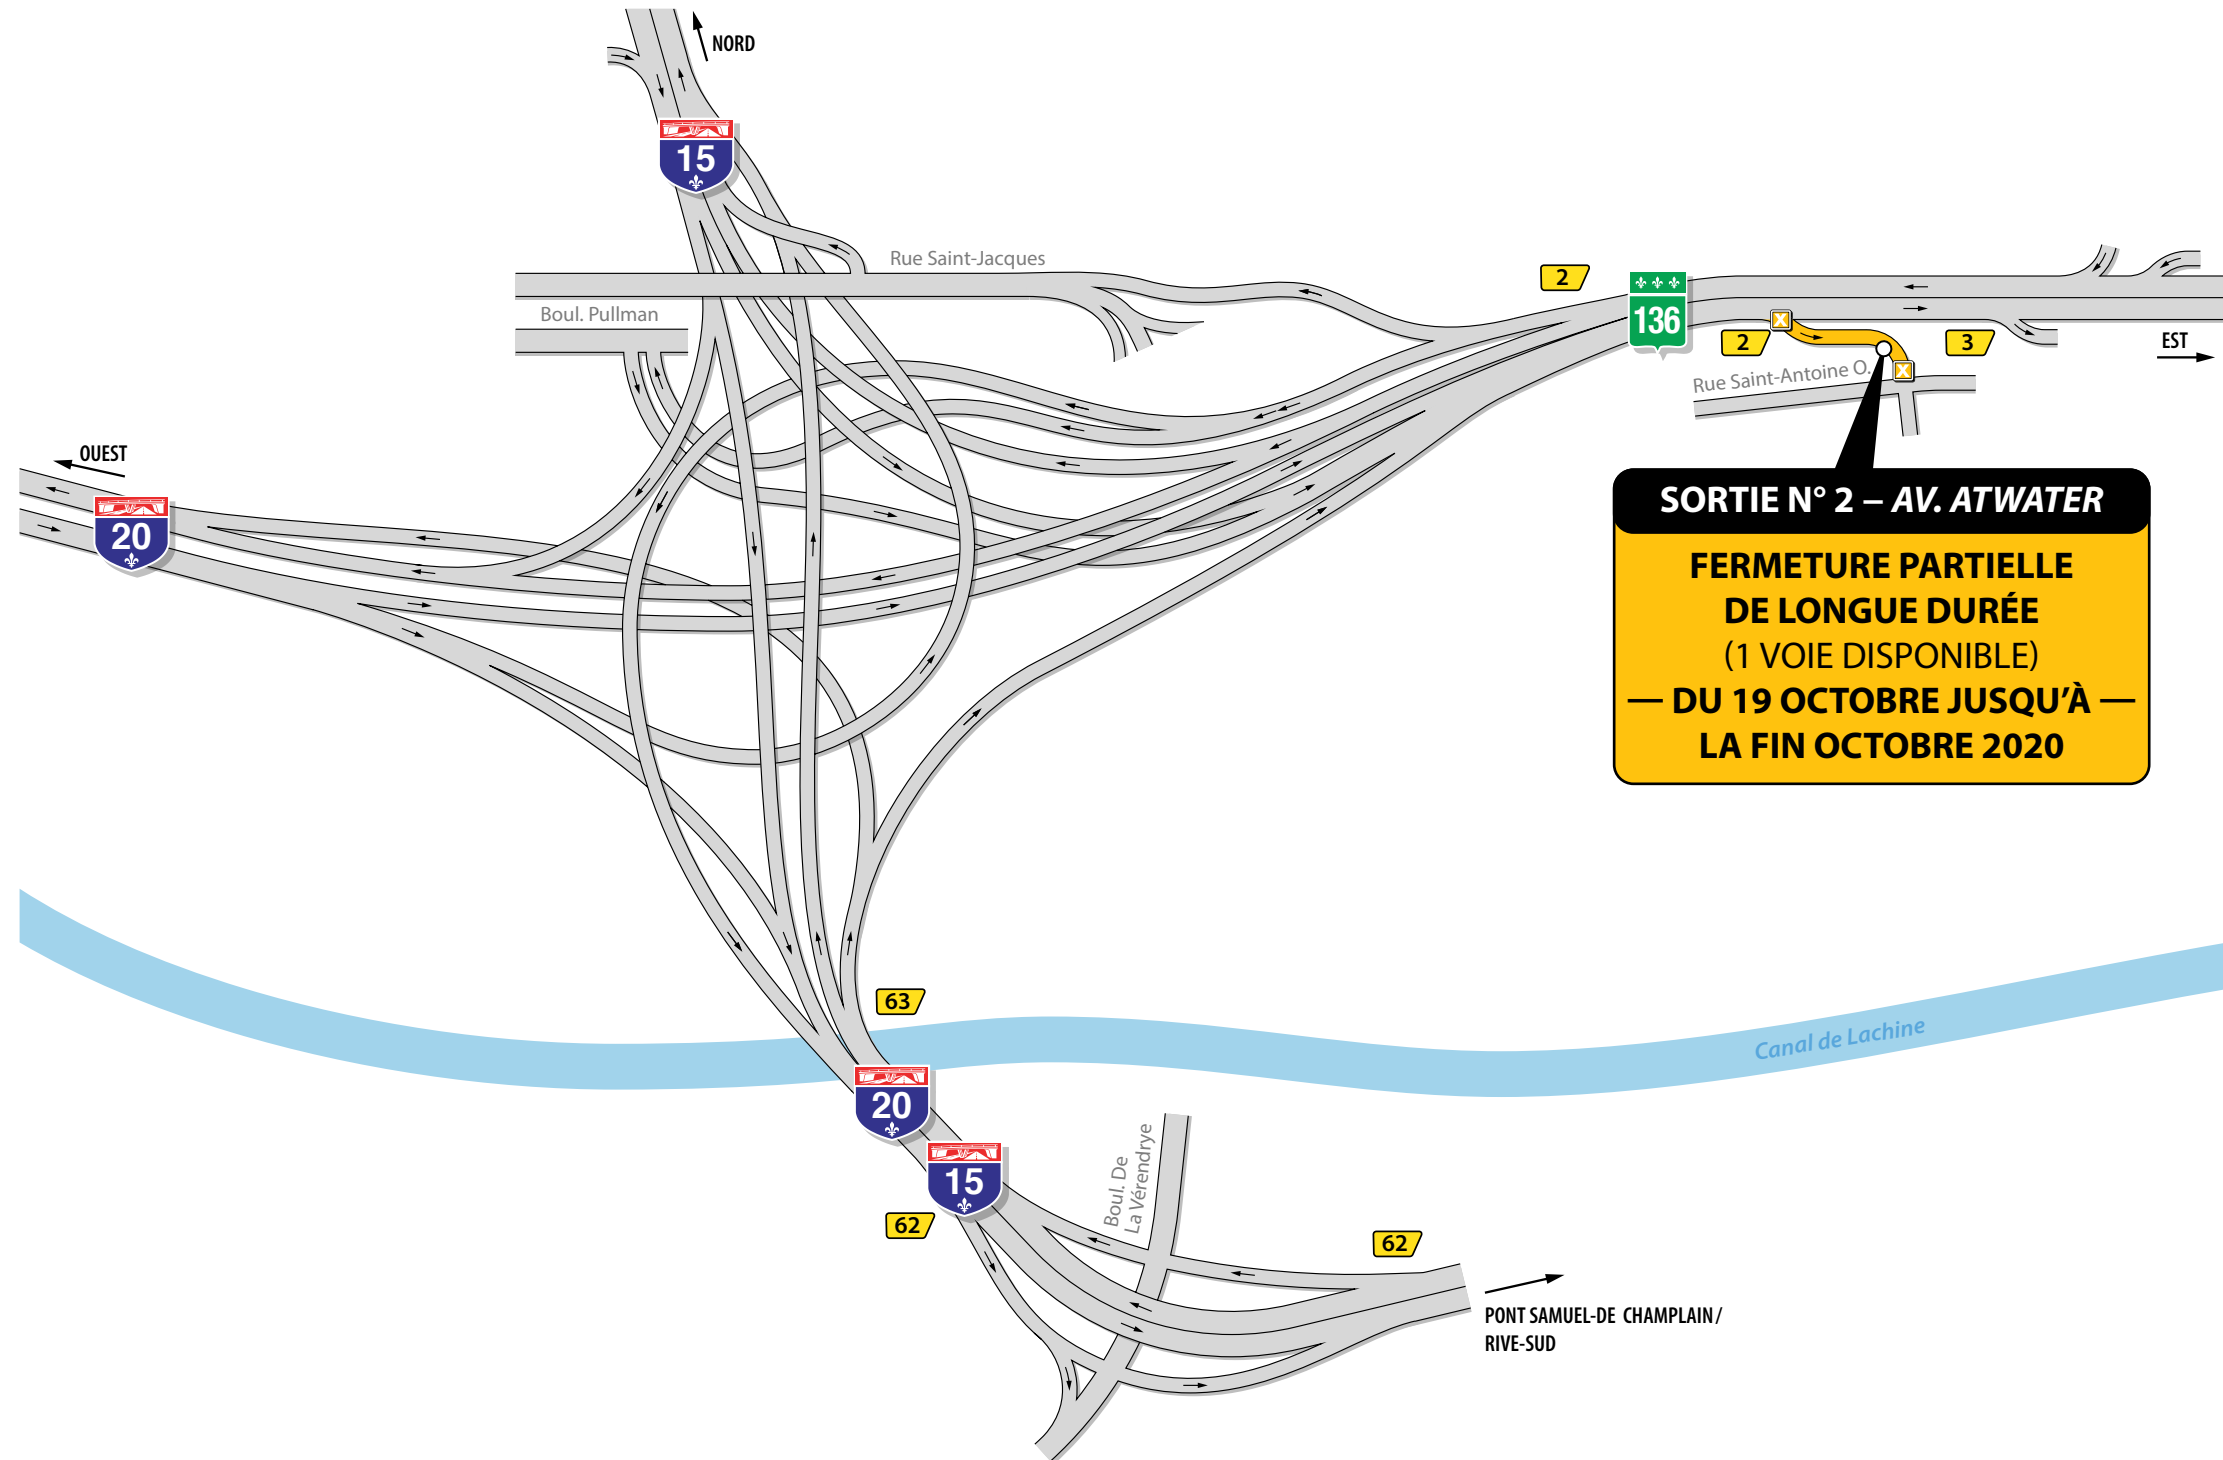 NORD
15
Rue Saint-Jacques
2
Boul. Pullman
136
2
3
EST
Rue Saint-Antoine O.
OUEST
20
SORTIE N° 2 – AV. ATWATER
FERMETURE PARTIELLE
DE LONGUE DURÉE
(1 VOIE DISPONIBLE)
— DU 19 OCTOBRE JUSQU’À —
LA FIN OCTOBRE 2020
63
Canal de Lachine
20
15
Boul. De
La Vérendrye
62
62
PONT SAMUEL-DE CHAMPLAIN/
RIVE-SUD